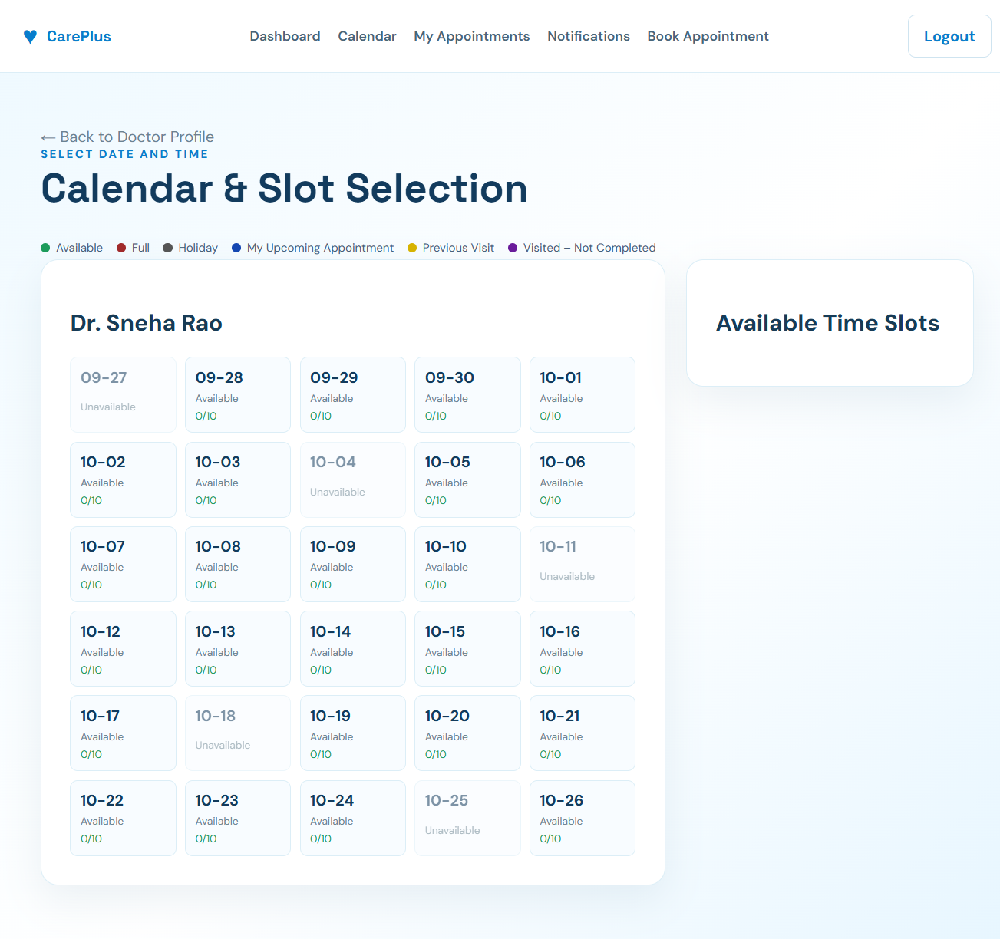 CarePlus
Dashboard Calendar My Appointments Notifications Book Appointment
Logout
← Back to Doctor Profile
SELECT DATE AND TIME
Calendar & Slot Selection
Available Full Holiday My Upcoming Appointment Previous Visit Visited – Not Completed
Dr. Sneha Rao
09-27 09-28 09-29 09-30 10-01
Unavailable Available Available Available Available
0/10 0/10 0/10 0/10
10-02 10-03 10-04 10-05 10-06
Available Available Unavailable Available Available
0/10 0/10 0/10 0/10
10-07 10-08 10-09 10-10 10-11
Available Available Available Available Unavailable
0/10 0/10 0/10 0/10
10-12 10-13 10-14 10-15 10-16
Available Available Available Available Available
0/10 0/10 0/10 0/10 0/10
10-17 10-18 10-19 10-20 10-21
Available Unavailable Available Available Available
0/10 0/10 0/10 0/10
10-22 10-23 10-24 10-25 10-26
Available Available Available Unavailable Available
0/10 0/10 0/10 0/10
Available Time Slots